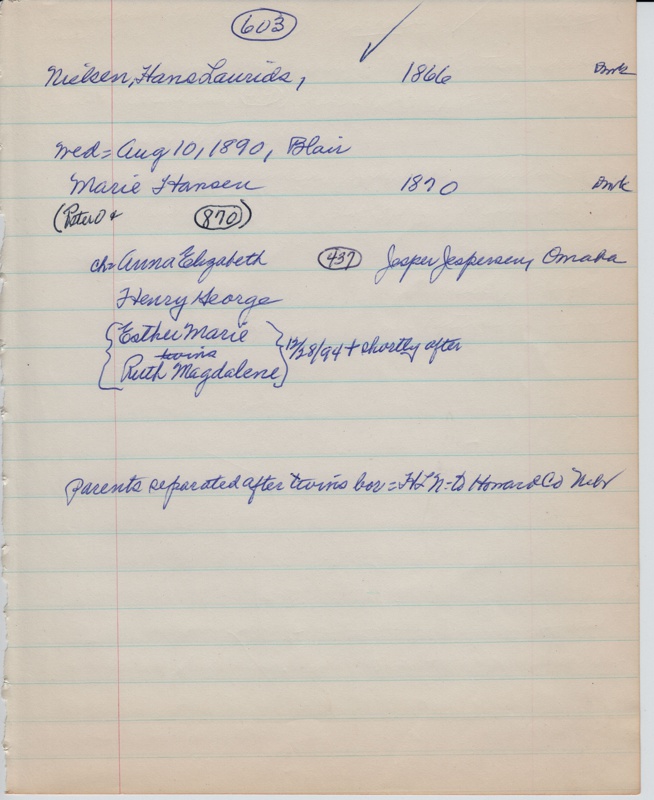 603
Nielsen, Hans Laurids, 1866 Dmk
wed = Aug 10, 1890, Blair
Marie Hansen 1870 Dmk
(Peter O + 870)
ch = Anna Elizabeth 437 Jesper Jespersen, Omaha
Henry George
Esther Marie
twins } 12/28/94 + shortly after
Ruth Magdalene
Parents separated after twins bor = HLN = to Howard Co Nebr